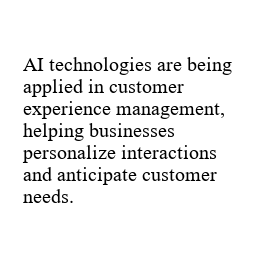 AI technologies are being
applied in customer
experience management,
helping businesses
personalize interactions
and anticipate customer
needs.